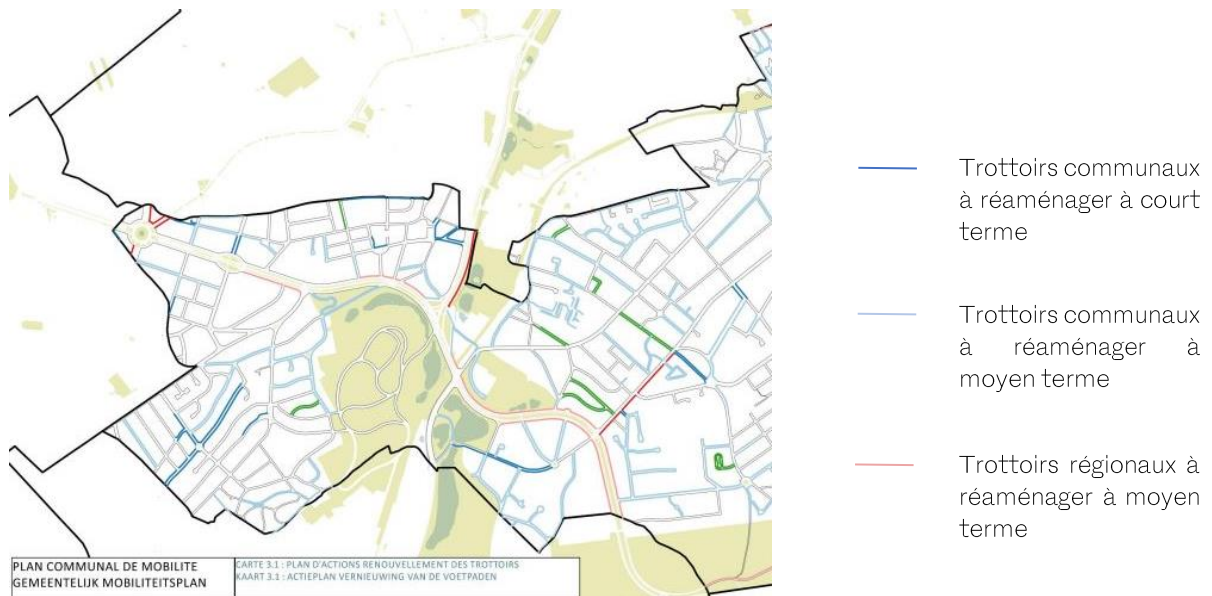 Trottoirs communaux
à réaménager à court
terme
Trottoirs communaux
à réaménager à
moyen terme
Trottoirs régionaux à
réaménager à moyen
terme
PLAN COMMUNAL DE MOBILITE
GEMEENTELIJK MOBILITEITSPLAN
CARTE 3.1 : PLAN D'ACTIONS RENOUVELLEMENT DES TROTTOIRS
KAART 3.1 : ACTIEPLAN VERNIEUWING VAN DE VOETPADEN